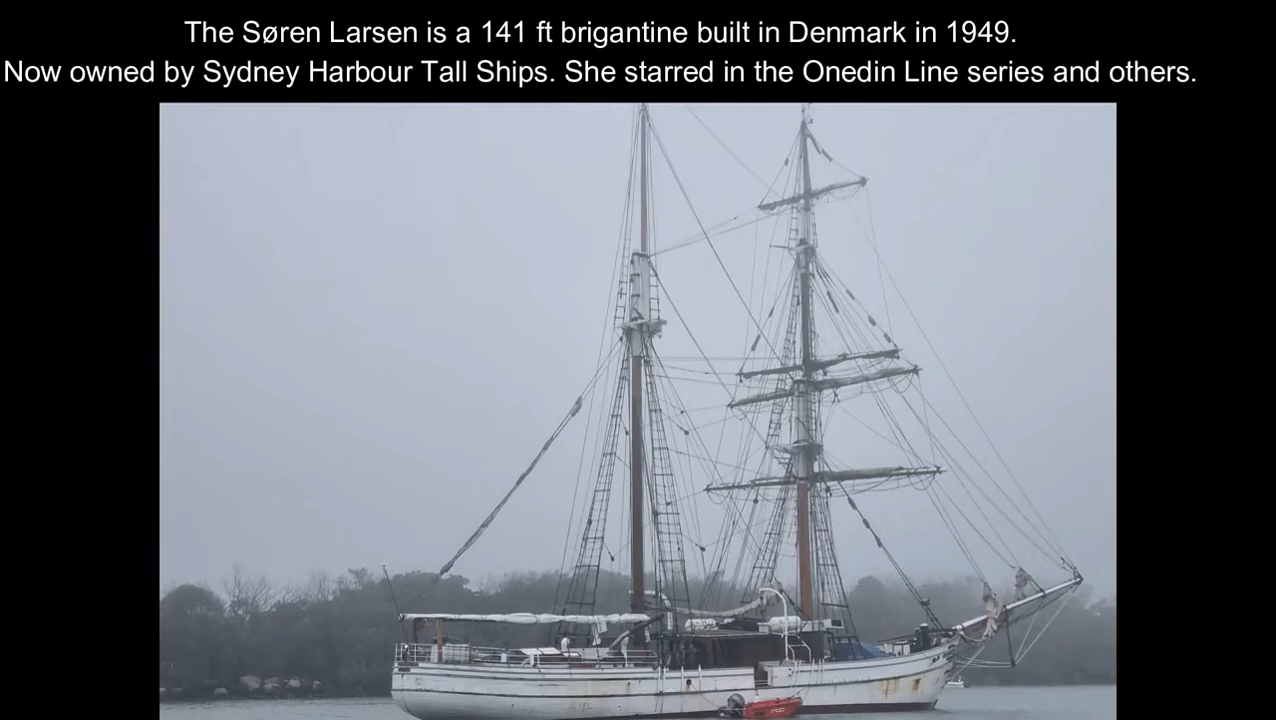 The Søren Larsen is a 141 ft brigantine built in Denmark in 1949.
Now owned by Sydney Harbour Tall Ships. She starred in the Onedin Line series and others.